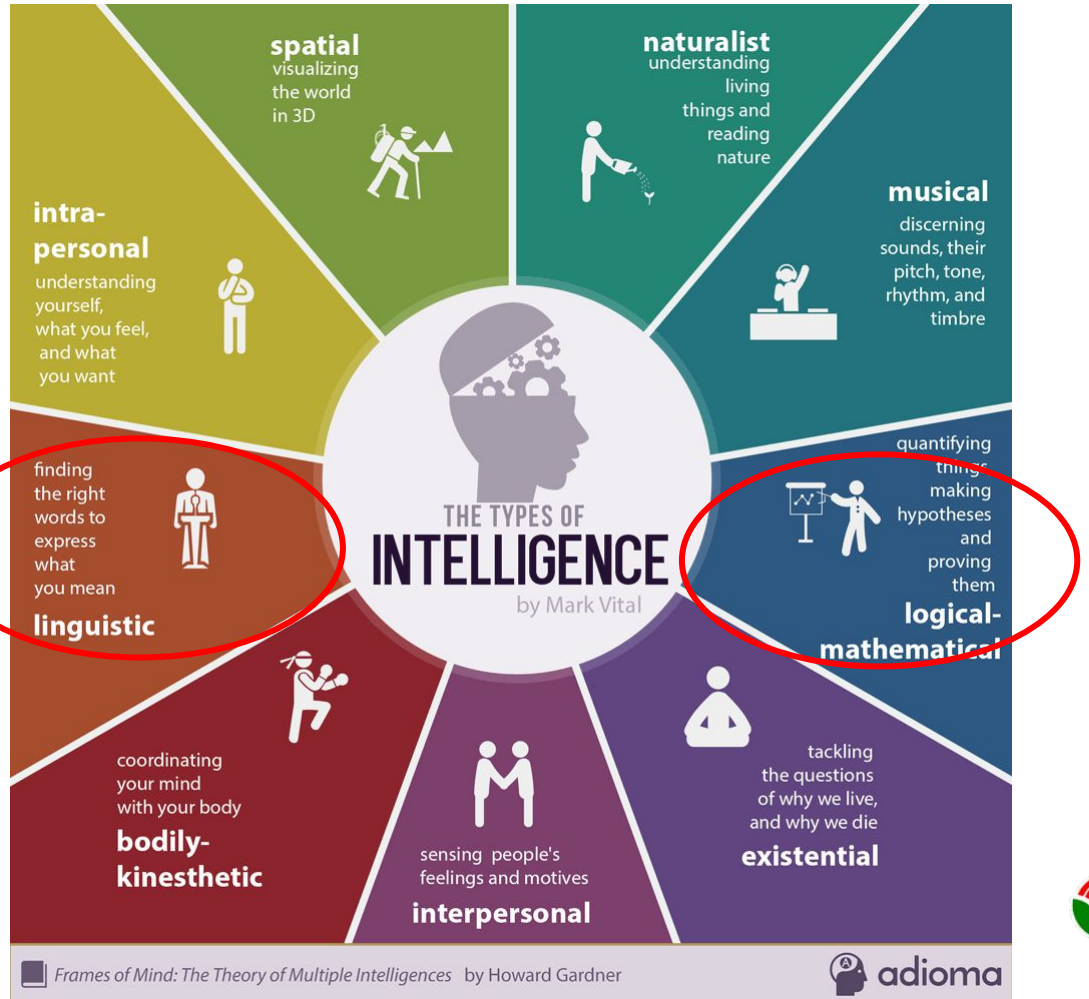 spatial
visualizing
the world
in 3D
naturalist
understanding
living
things and
reading
nature
musical
discerning
sounds, their
pitch, tone,
rhythm, and
timbre
intra-
personal
understanding
yourself,
what you feel,
and what
you want
finding
the right
words to
express
what
you mean
linguistic
THE TYPES OF
INTELLIGENCE
by Mark Vital
quantifying
things,
making
hypotheses
and
proving
them
logical-
mathematical
coordinating
your mind
with your body
bodily-
kinesthetic
sensing people's
feelings and motives
interpersonal
tackling
the questions
of why we live,
and why we die
existential
Frames of Mind: The Theory of Multiple Intelligences by Howard Gardner
A
adioma